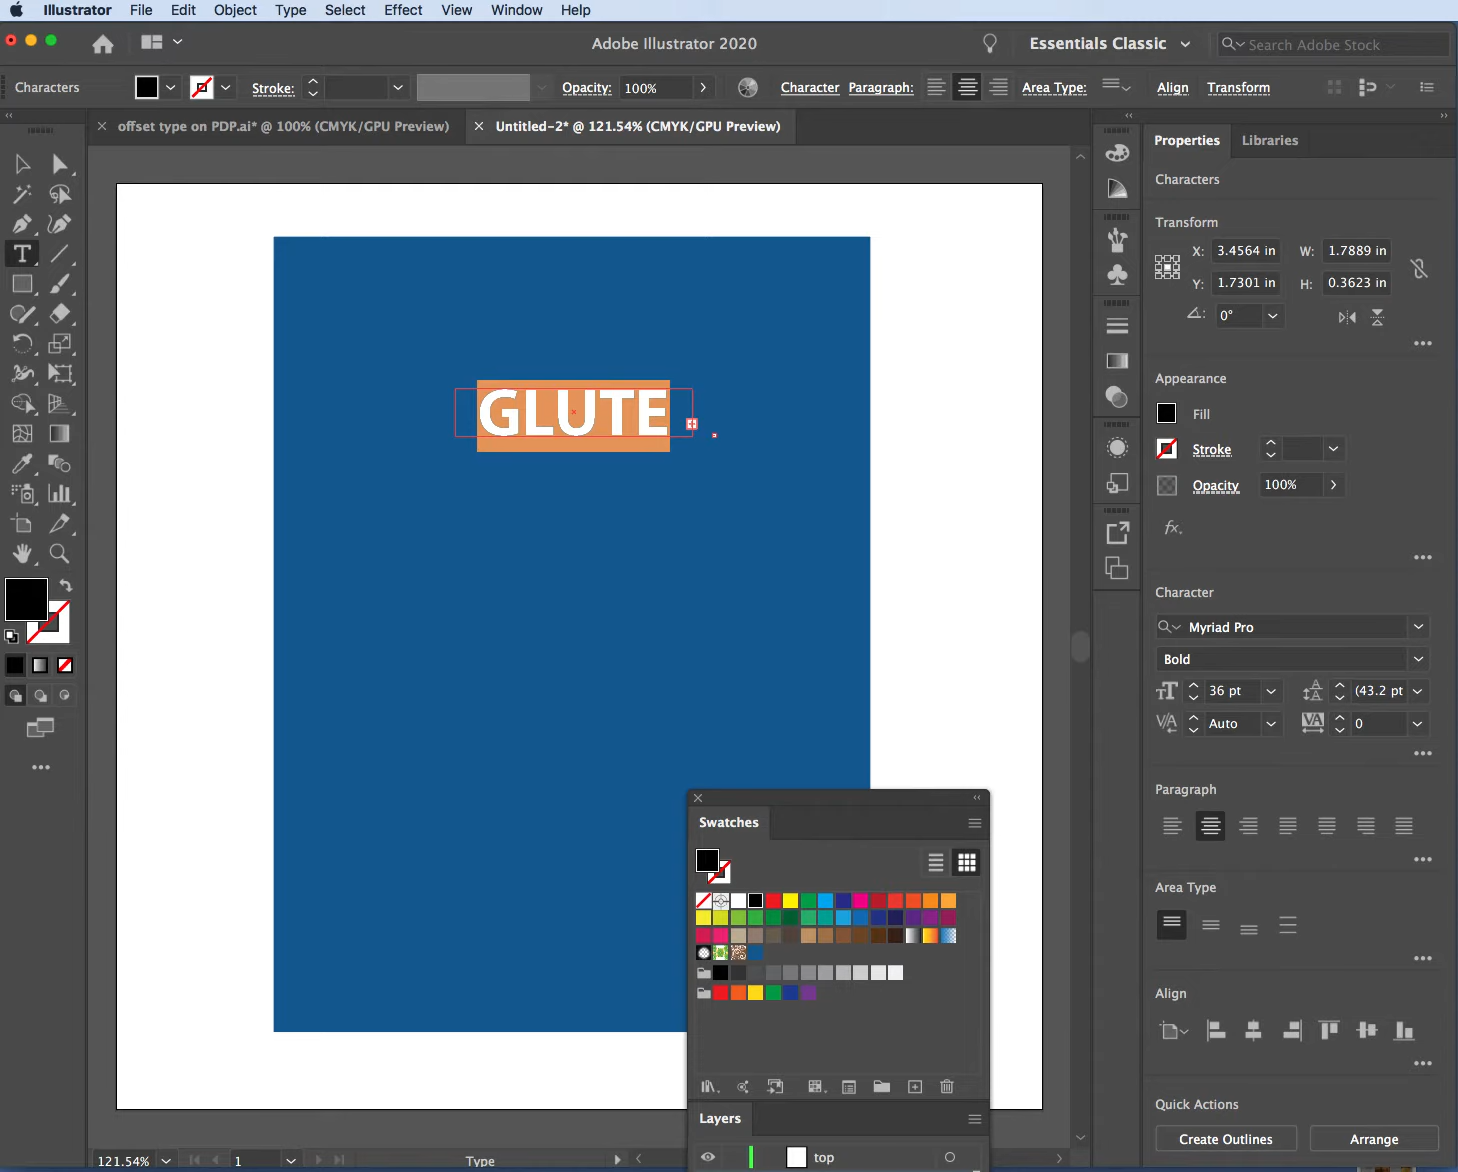 Illustrator File Edit Object Type Select Effect View Window Help
Adobe Illustrator 2020
Essentials Classic
Search Adobe Stock
Characters
Stroke:
Opacity: 100%
Character Paragraph:
Area Type:
Align
Transform
offset type on PDP.ai* @ 100% (CMYK/GPU Preview)
Untitled-2* @ 121.54% (CMYK/GPU Preview)
Properties Libraries
Characters
Transform
X: 3.4564 in W: 1.7889 in
Y: 1.7301 in H: 0.3623 in
0°
Appearance
Fill
Stroke
Opacity 100%
fx.
Character
Myriad Pro
Bold
36 pt (43.2 pt
Auto 0
Paragraph
Area Type
Align
Quick Actions
Create Outlines Arrange
GLUTE
Swatches
Layers
top
121.54% 1 Type